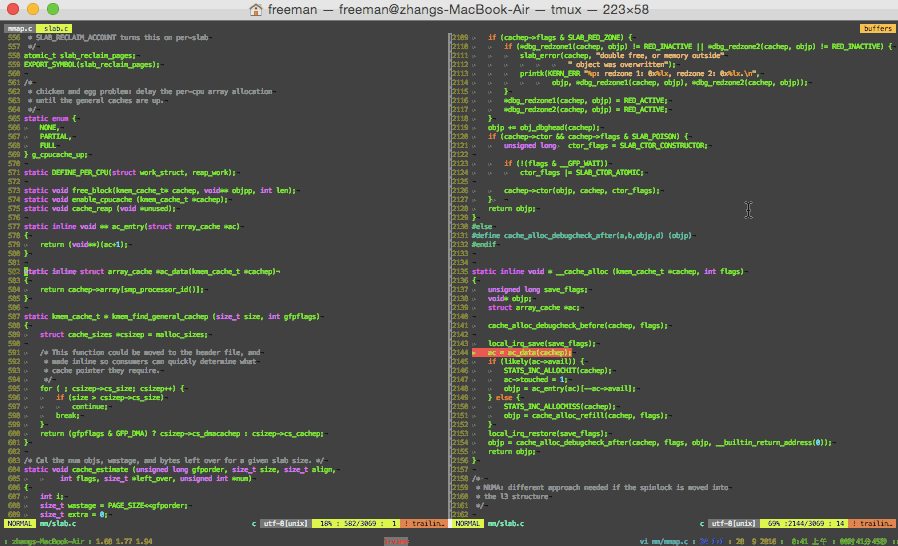 freeman — freeman@zhangs-MacBook-Air — tmux — 223×58
mmap.c slab.c
buffers
556 * SLAB_RECLAIM_ACCOUNT turns this on per-slab
557 */
558 atomic_t slab_reclaim_pages;
559 EXPORT_SYMBOL(slab_reclaim_pages);
560
561 /*
562 * chicken and egg problem: delay the per-cpu array allocation
563 * until the general caches are up.
564 */
565 static enum {
566 NONE,
567 PARTIAL,
568 FULL
569 } g_cpucache_up;
570
571 static DEFINE_PER_CPU(struct work_struct, reap_work);
572
573 static void free_block(kmem_cache_t* cachep, void** objpp, int len);
574 static void enable_cpucache (kmem_cache_t *cachep);
575 static void cache_reap (void *unused);
576
577 static inline void ** ac_entry(struct array_cache *ac)
578 {
579 return (void**)(ac+1);
580 }
581
582 static inline struct array_cache *ac_data(kmem_cache_t *cachep)¬
583 {
584 return cachep->array[smp_processor_id()];
585 }
586
587 static kmem_cache_t * kmem_find_general_cachep (size_t size, int gfpflags)
588 {
589 struct cache_sizes *csizep = malloc_sizes;
590
591 /* This function could be moved to the header file, and
592 * made inline so consumers can quickly determine what
593 * cache pointer they require.
594 */
595 for ( ; csizep->cs_size; csizep++) {
596 if (size > csizep->cs_size)
597 continue;
598 break;
599 }
600 return (gfpflags & GFP_DMA) ? csizep->cs_dmacachep : csizep->cs_cachep;
601 }
602
603 /* Cal the num objs, wastage, and bytes left over for a given slab size. */
604 static void cache_estimate (unsigned long gfporder, size_t size, size_t align,
605 int flags, size_t *left_over, unsigned int *num)
606 {
607 int i;
608 size_t wastage = PAGE_SIZE<<gfporder;
609 size_t extra = 0;
NORMAL mm/slab.c c utf-8[unix] 18% : 582/3069 : 1 ! trailin…
2109 if (cachep->flags & SLAB_RED_ZONE) {
2110 if (*dbg_redzone1(cachep, objp) != RED_INACTIVE || *dbg_redzone2(cachep, objp) != RED_INACTIVE) {
2111 slab_error(cachep, "double free, or memory outside"
2112 " object was overwritten");
2113 printk(KERN_ERR "%p: redzone 1: 0x%lx, redzone 2: 0x%lx.\n",
2114 objp, *dbg_redzone1(cachep, objp), *dbg_redzone2(cachep, objp));
2115 }
2116 *dbg_redzone1(cachep, objp) = RED_ACTIVE;
2117 *dbg_redzone2(cachep, objp) = RED_ACTIVE;
2118 }
2119 objp += obj_dbghead(cachep);
2120 if (cachep->ctor && cachep->flags & SLAB_POISON) {
2121 unsigned long ctor_flags = SLAB_CTOR_CONSTRUCTOR;
2122
2123 if (!(flags & __GFP_WAIT))
2124 ctor_flags |= SLAB_CTOR_ATOMIC;
2125
2126 cachep->ctor(objp, cachep, ctor_flags);
2127 }
2128 return objp;
2129 }
2130 #else
2131 #define cache_alloc_debugcheck_after(a,b,objp,d) (objp)
2132 #endif
2133
2134
2135 static inline void * __cache_alloc (kmem_cache_t *cachep, int flags)
2136 {
2137 unsigned long save_flags;
2138 void* objp;
2139 struct array_cache *ac;
2140
2141 cache_alloc_debugcheck_before(cachep, flags);
2142
2143 local_irq_save(save_flags);
2144 ac = ac_data(cachep);
2145 if (likely(ac->avail)) {
2146 STATS_INC_ALLOCHIT(cachep);
2147 ac->touched = 1;
2148 objp = ac_entry(ac)[--ac->avail];
2149 } else {
2150 STATS_INC_ALLOCMISS(cachep);
2151 objp = cache_alloc_refill(cachep, flags);
2152 }
2153 local_irq_restore(save_flags);
2154 objp = cache_alloc_debugcheck_after(cachep, flags, objp, __builtin_return_address(0));
2155 return objp;
2156 }
2157
2158 /*
2159 * NUMA: different approach needed if the spinlock is moved into
2160 * the l3 structure
2161 */
2162
NORMAL mm/slab.c c utf-8[unix] 69% :2144/3069 : 14 ! trailin…
: zhangs-MacBook-Air : 1.60 1.77 1.94
vi mm/mmap.c : 20 9 2016 : 8:41 上午 : 00时41分45秒 :